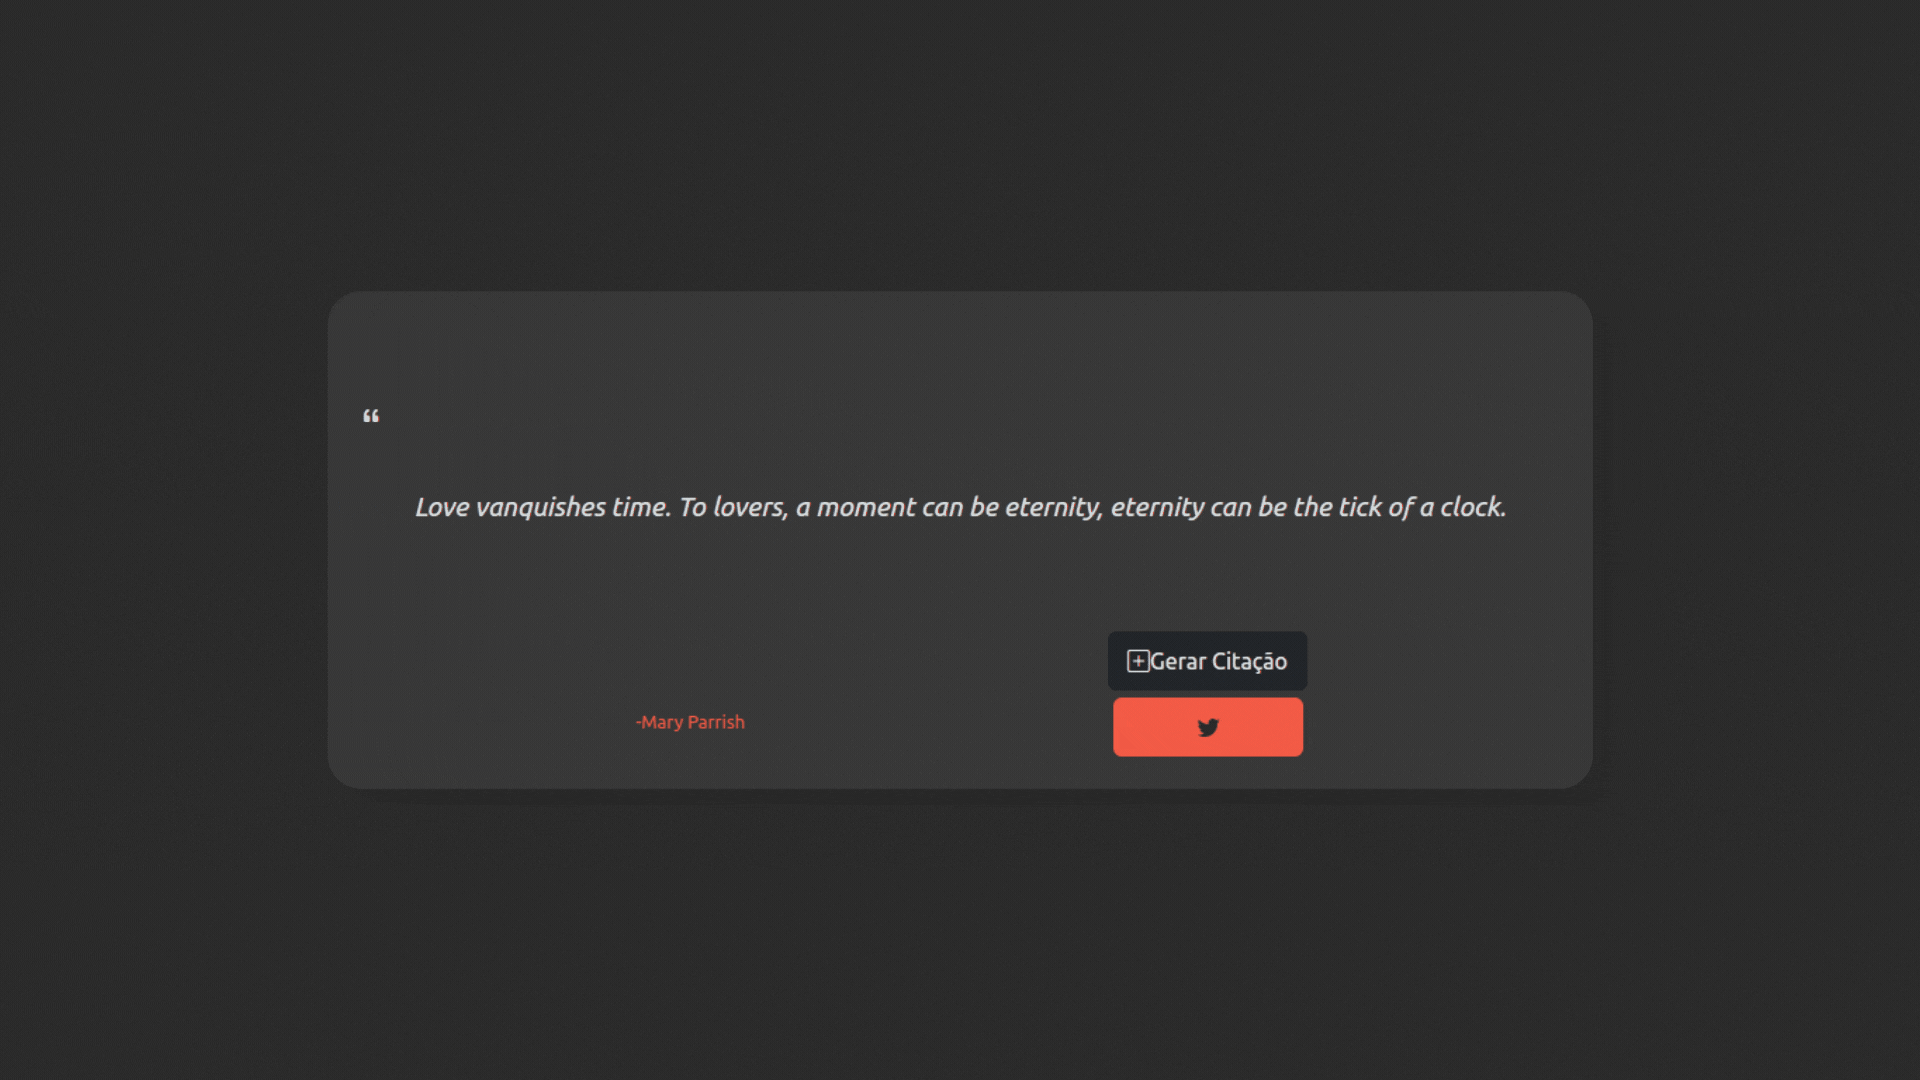 “
Love vanquishes time. To lovers, a moment can be eternity, eternity can be the tick of a clock.
Gerar Citação
-Mary Parrish